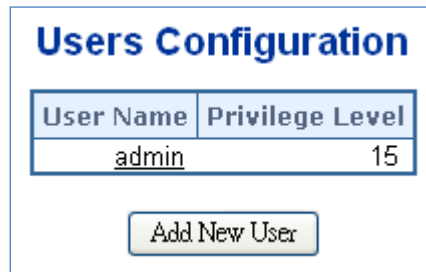 Users Configuration
User Name Privilege Level
admin 15
Add New User